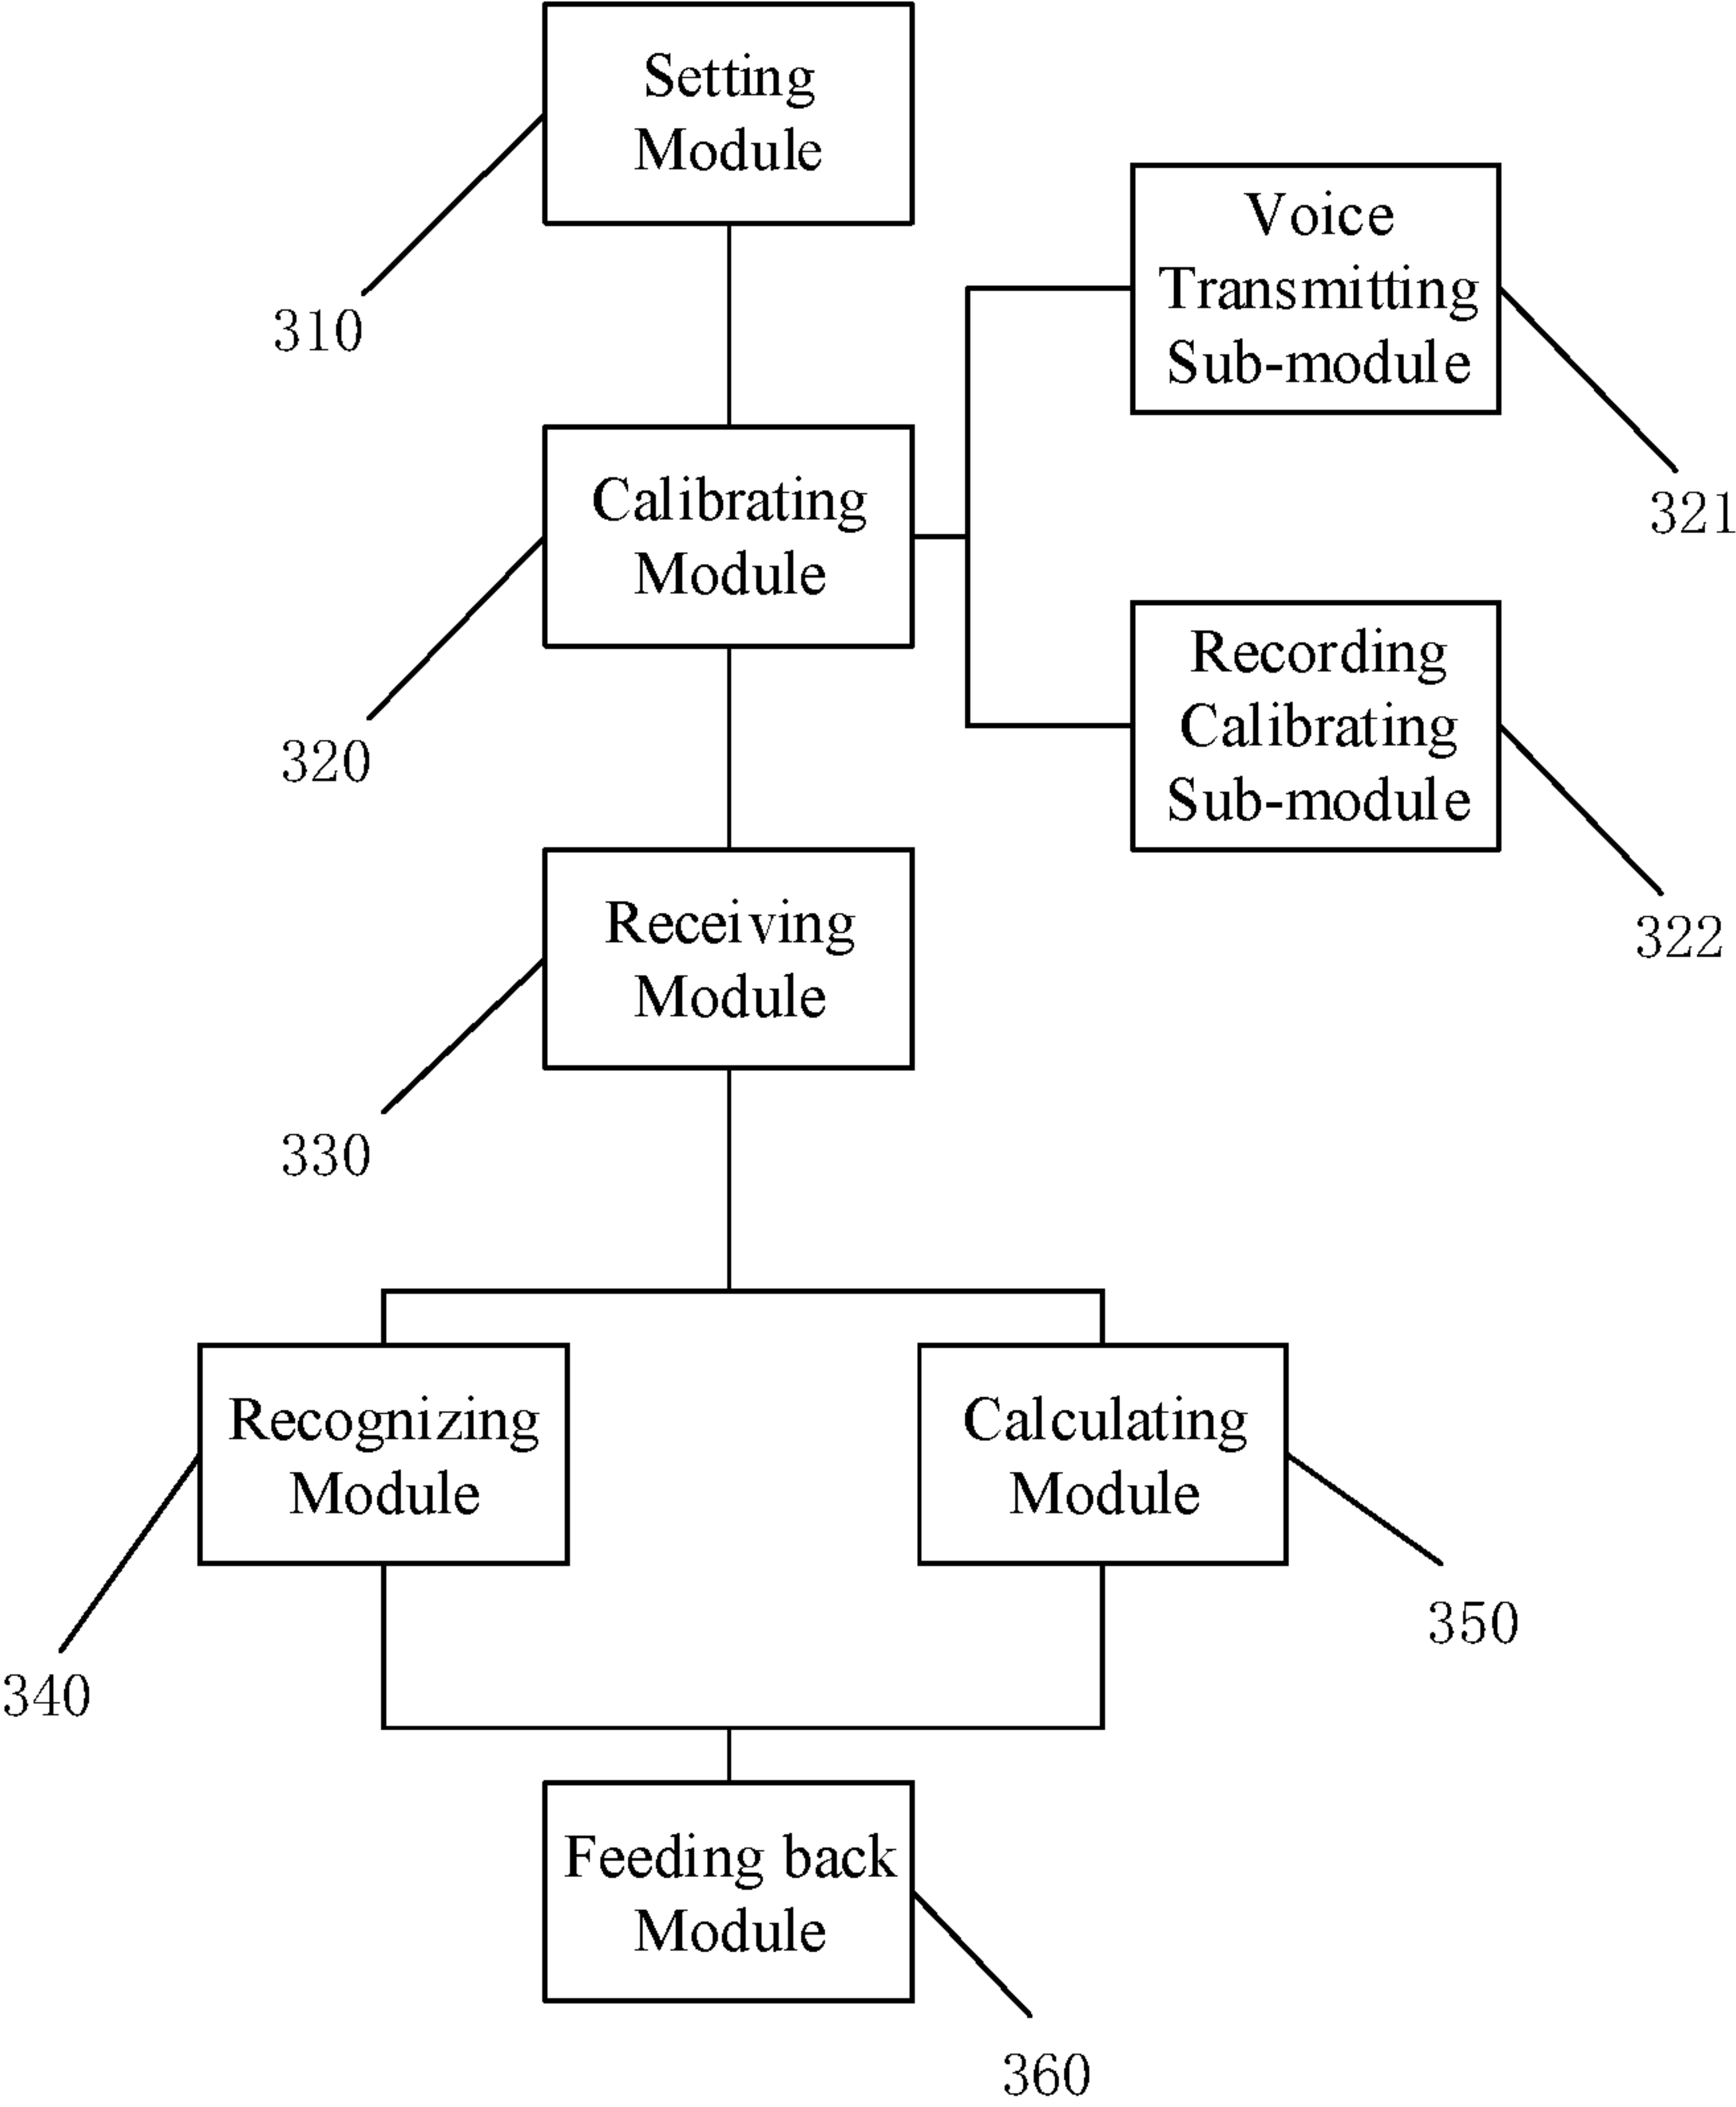 Setting
Module
310
Voice
Transmitting
Sub-module
321
Calibrating
Module
320
Recording
Calibrating
Sub-module
322
Receiving
Module
330
Recognizing
Module
340
Calculating
Module
350
Feeding back
Module
360